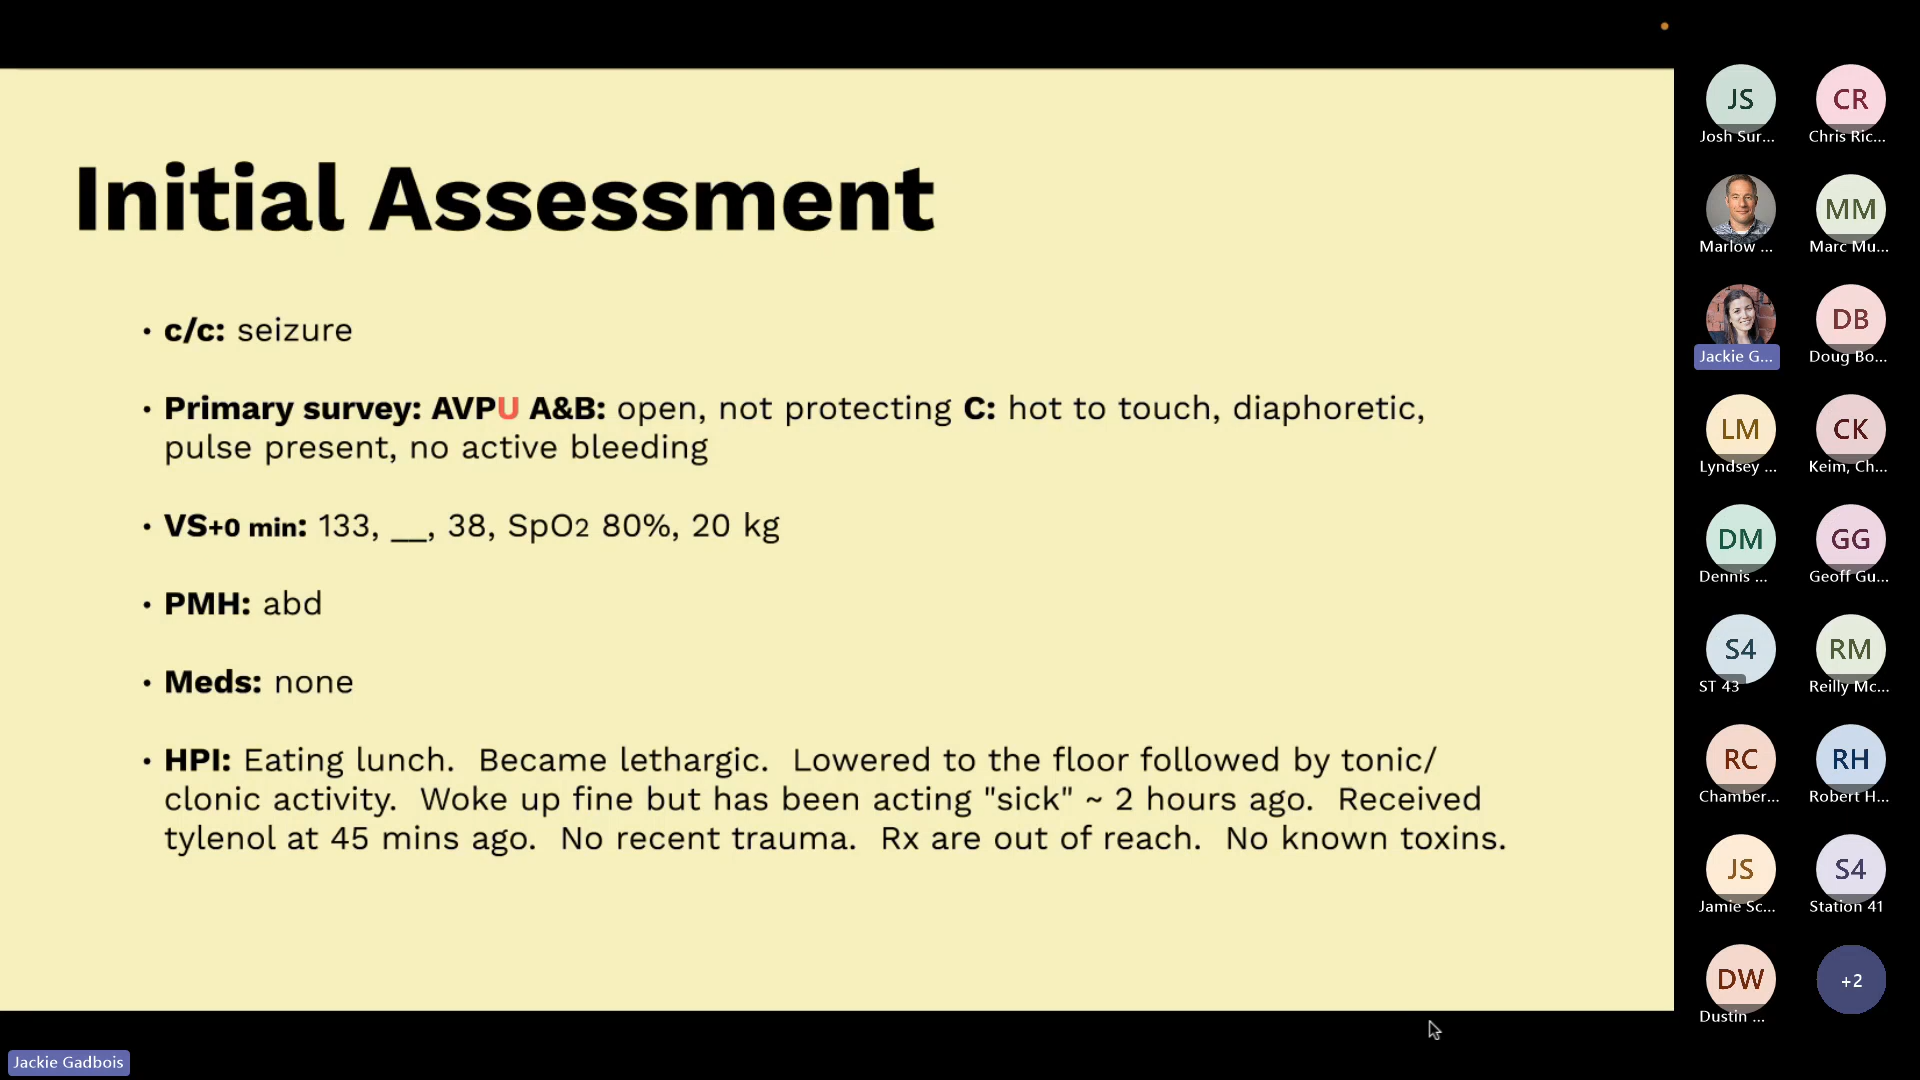 Initial Assessment
• c/c: seizure
• Primary survey: AVPU A&B: open, not protecting C: hot to touch, diaphoretic,
pulse present, no active bleeding
• VS+0 min: 133, __, 38, SpO2 80%, 20 kg
• PMH: abd
• Meds: none
• HPI: Eating lunch. Became lethargic. Lowered to the floor followed by tonic/
clonic activity. Woke up fine but has been acting "sick" ~ 2 hours ago. Received
tylenol at 45 mins ago. No recent trauma. Rx are out of reach. No known toxins.
JS
Josh Sur...
CR
Chris Ric...
Marlow ...
MM
Marc Mu...
Jackie G...
DB
Doug Bo...
LM
Lyndsey ...
CK
Keim, Ch...
DM
Dennis ...
GG
Geoff Gu...
S4
ST 43
RM
Reilly Mc...
RC
Chamber...
RH
Robert H...
JS
Jamie Sc...
S4
Station 41
DW
Dustin ...
+2
Jackie Gadbois